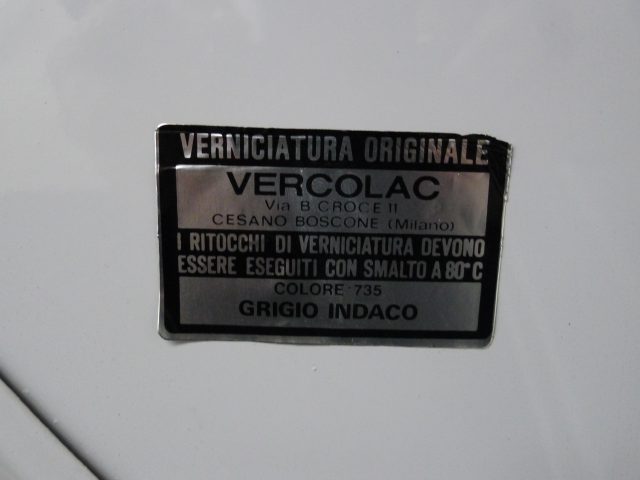 VERNICIATURA ORIGINALE
VERCOLAC
Via B CROCE 11
CESANO BOSCONE (Milano)
I RITOCCHI DI VERNICIATURA DEVONO
ESSERE ESEGUITI CON SMALTO A 80° C
COLORE 735
GRIGIO INDACO